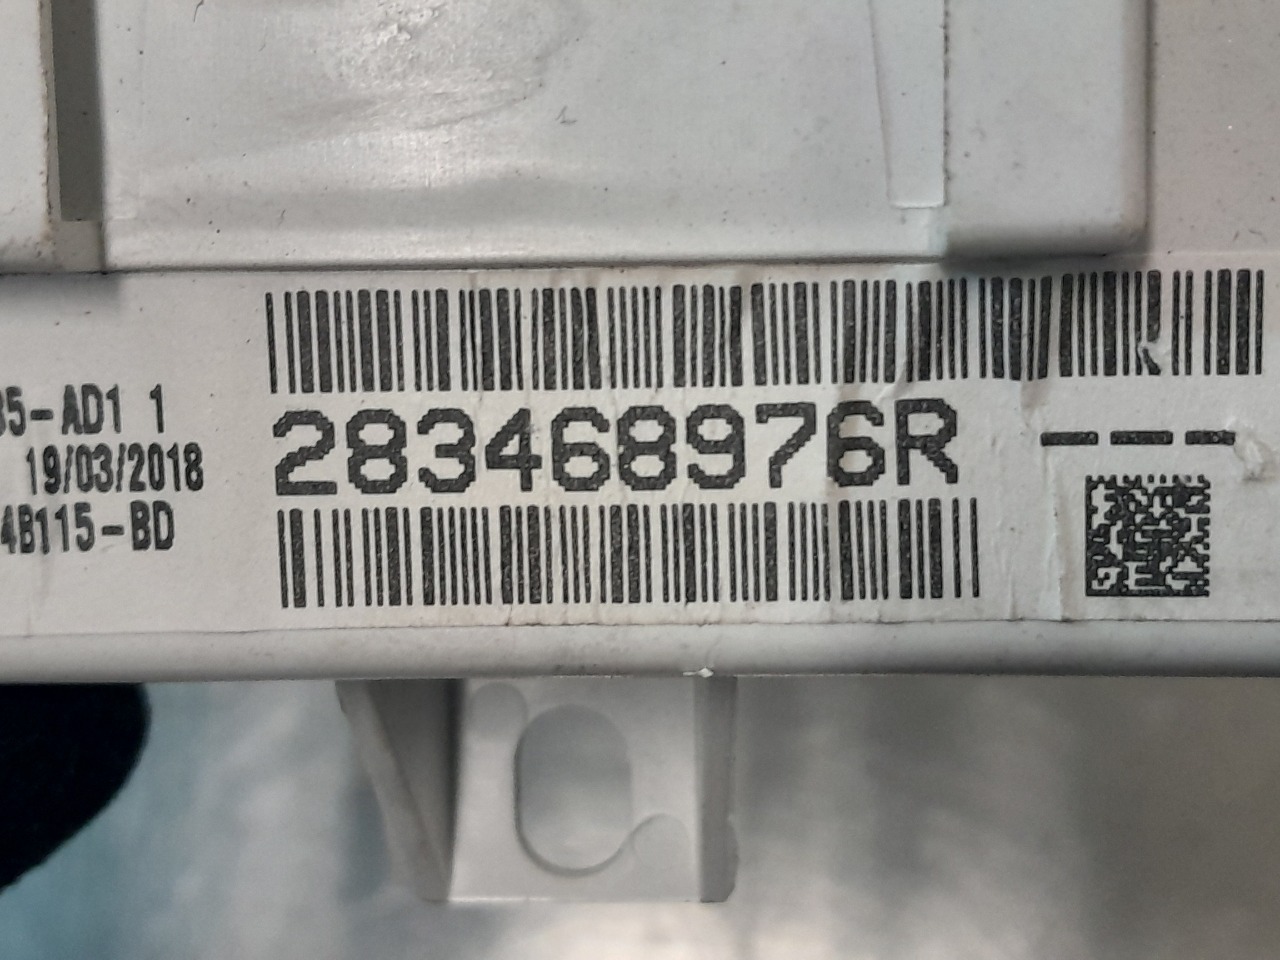 35-AD1 1
19/03/2018
4B115-BD
283468976R
---